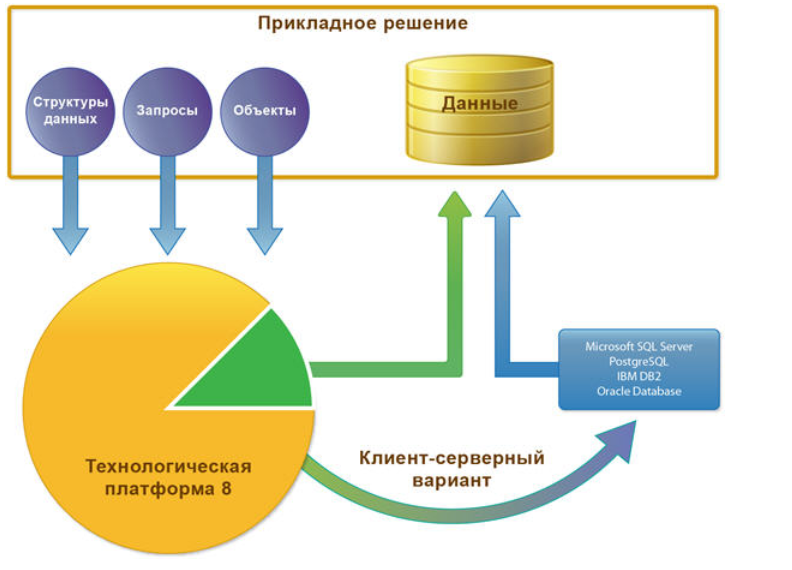 Прикладное решение
Структуры
данных
Запросы
Объекты
Данные
Microsoft SQL Server
PostgreSQL
IBM DB2
Oracle Database
Клиент-серверный
вариант
Технологическая
платформа 8